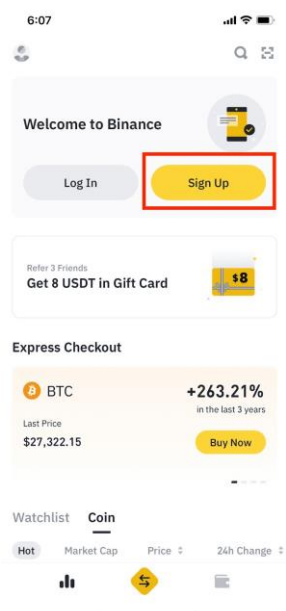 6:07
Welcome to Binance
Log In
Sign Up
Refer 3 Friends
Get 8 USDT in Gift Card
$8
Express Checkout
BTC
+263.21%
in the last 3 years
Last Price
$27,322.15
Buy Now
Watchlist Coin
Hot Market Cap Price 24h Change